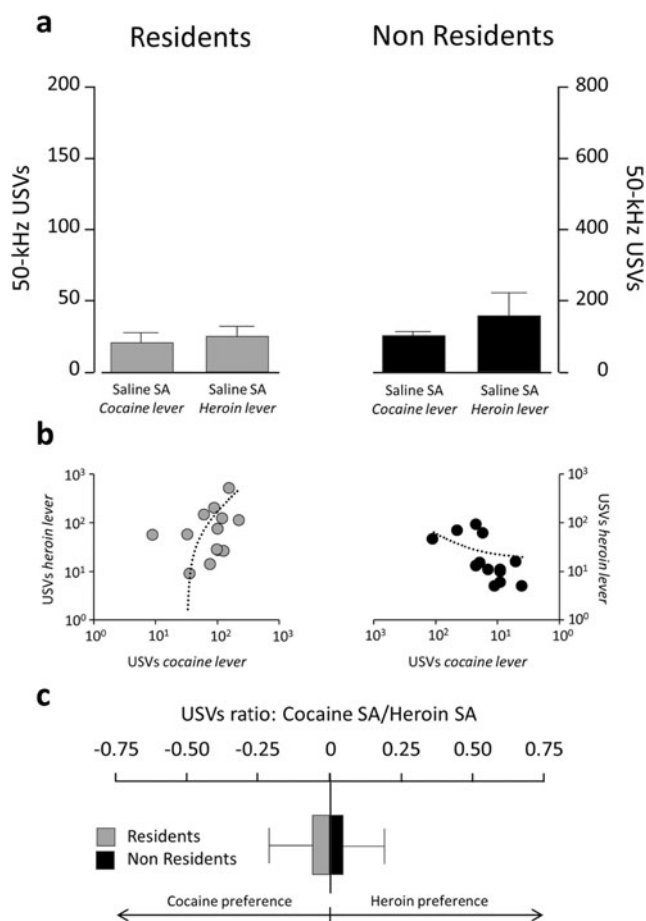 a
Residents
Non Residents
200
150
100
50
0
50-kHz USVs
800
600
400
200
0
50-kHz USVs
Saline SA
Cocaine lever
Saline SA
Heroin lever
Saline SA
Cocaine lever
Saline SA
Heroin lever
b
10³
10²
10¹
10⁰
USVs heroin lever
10⁰ 10¹ 10² 10³
USVs cocaine lever
10³
10²
10¹
10⁰
USVs heroin lever
10³ 10² 10¹ 10⁰
USVs cocaine lever
c
USVs ratio: Cocaine SA/Heroin SA
-0.75 -0.50 -0.25 0 0.25 0.50 0.75
Residents
Non Residents
Cocaine preference
Heroin preference